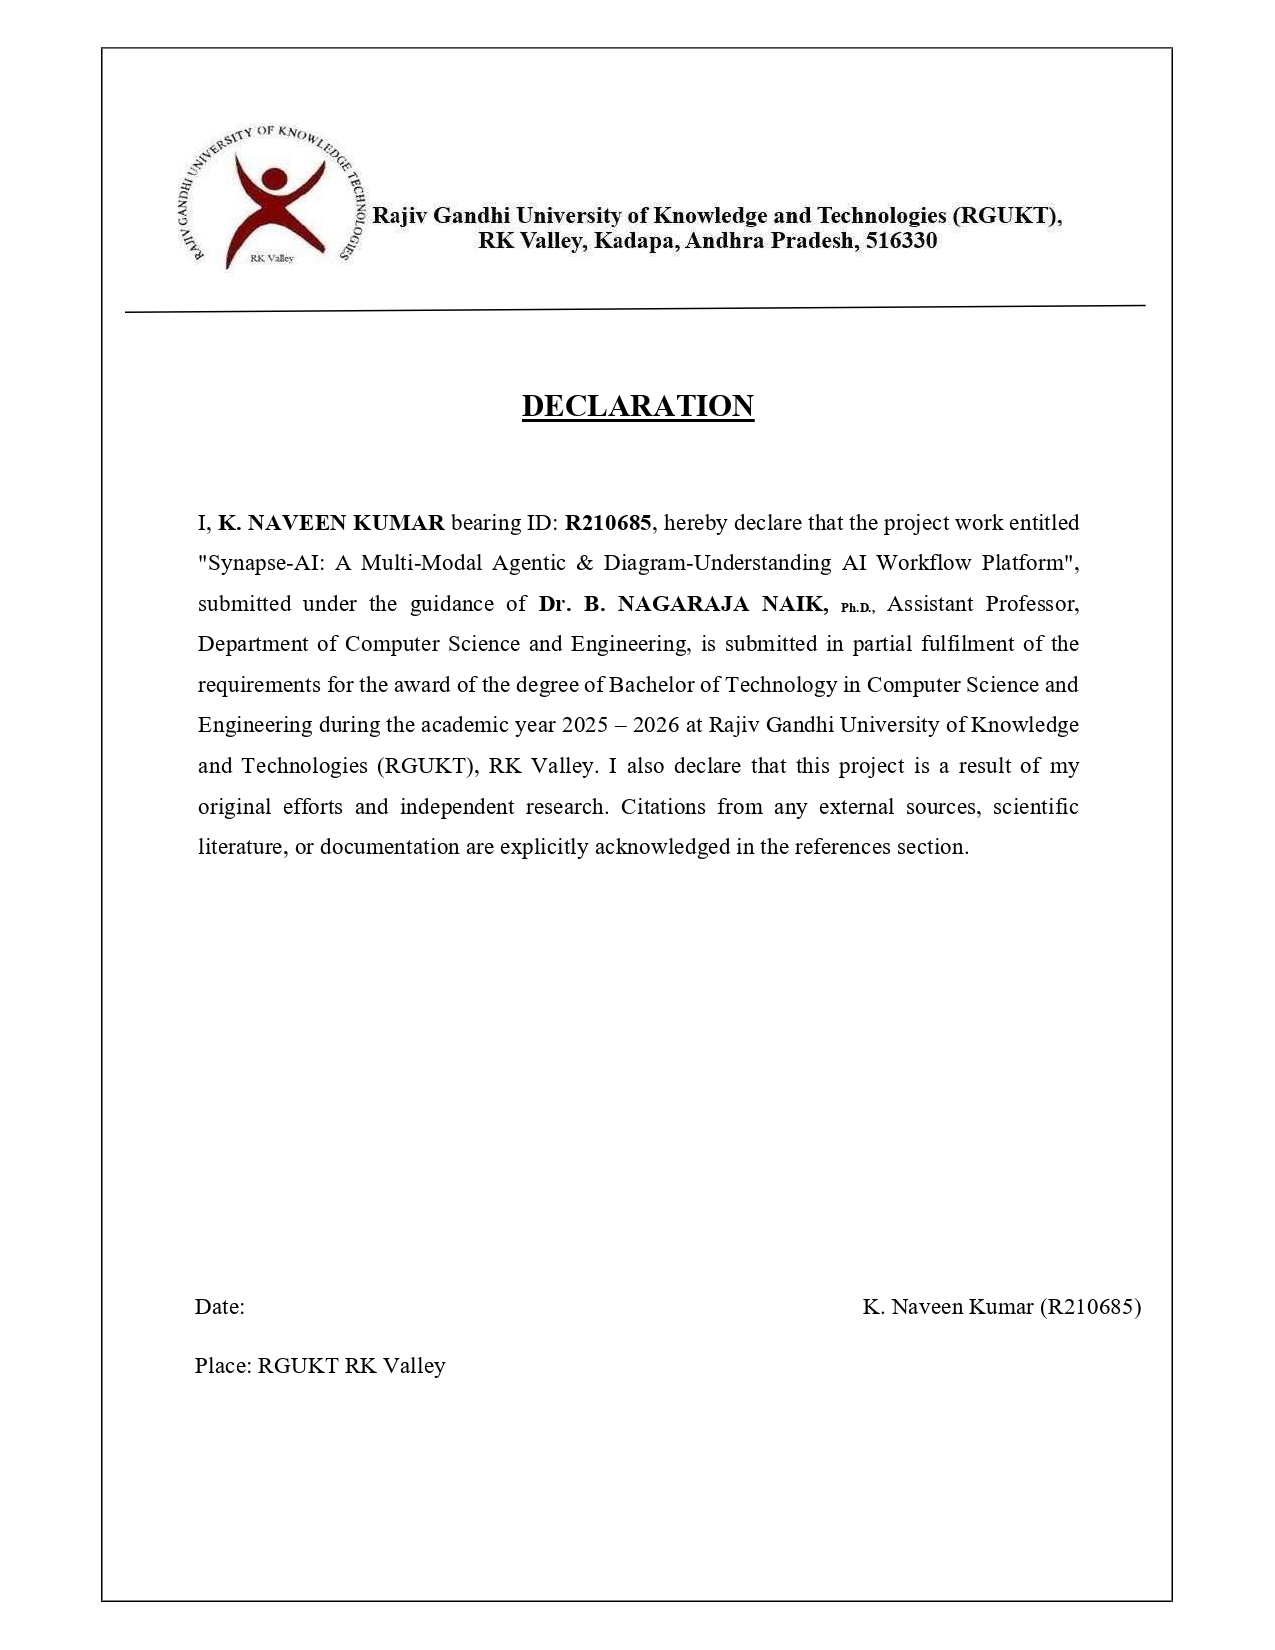 RAJIV GANDHI UNIVERSITY OF KNOWLEDGE TECHNOLOGIES
RK Valley
Rajiv Gandhi University of Knowledge and Technologies (RGUKT),
RK Valley, Kadapa, Andhra Pradesh, 516330
DECLARATION
I, K. NAVEEN KUMAR bearing ID: R210685, hereby declare that the project work entitled
"Synapse-AI: A Multi-Modal Agentic & Diagram-Understanding AI Workflow Platform",
submitted under the guidance of Dr. B. NAGARAJA NAIK, Ph.D., Assistant Professor,
Department of Computer Science and Engineering, is submitted in partial fulfilment of the
requirements for the award of the degree of Bachelor of Technology in Computer Science and
Engineering during the academic year 2025 – 2026 at Rajiv Gandhi University of Knowledge
and Technologies (RGUKT), RK Valley. I also declare that this project is a result of my
original efforts and independent research. Citations from any external sources, scientific
literature, or documentation are explicitly acknowledged in the references section.
Date:
K. Naveen Kumar (R210685)
Place: RGUKT RK Valley